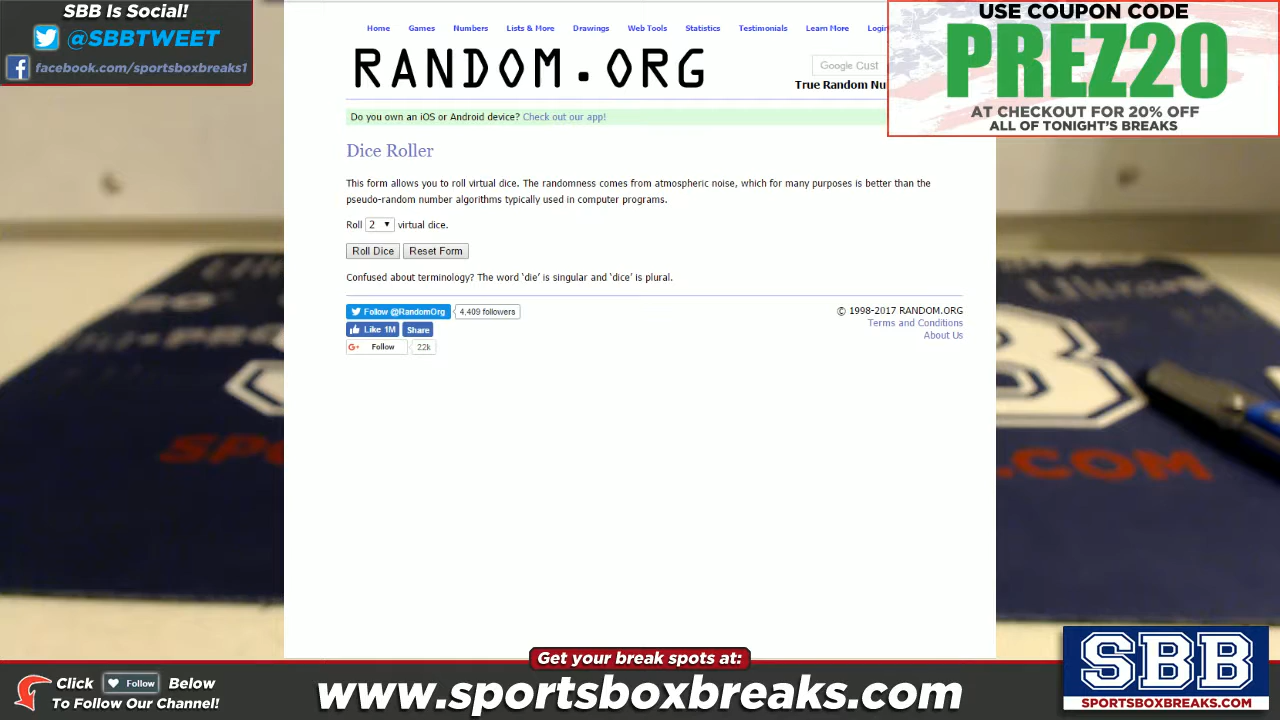 SBB Is Social!
@SBBTWEET
facebook.com/sportsboxbreaks1
Home Games Numbers Lists & More Drawings Web Tools Statistics Testimonials Learn More Login
RANDOM.ORG
Google Cust
True Random Nu
USE COUPON CODE
PREZ20
AT CHECKOUT FOR 20% OFF
ALL OF TONIGHT'S BREAKS
Do you own an iOS or Android device? Check out our app!
Dice Roller
This form allows you to roll virtual dice. The randomness comes from atmospheric noise, which for many purposes is better than the
pseudo-random number algorithms typically used in computer programs.
Roll 2 virtual dice.
Roll Dice Reset Form
Confused about terminology? The word 'die' is singular and 'dice' is plural.
Follow @RandomOrg 4,409 followers
Like 1M Share
G+ Follow 22k
© 1998-2017 RANDOM.ORG
Terms and Conditions
About Us
.COM
Get your break spots at:
Click Follow Below
To Follow Our Channel!
www.sportsboxbreaks.com
SBB
SPORTSBOXBREAKS.COM